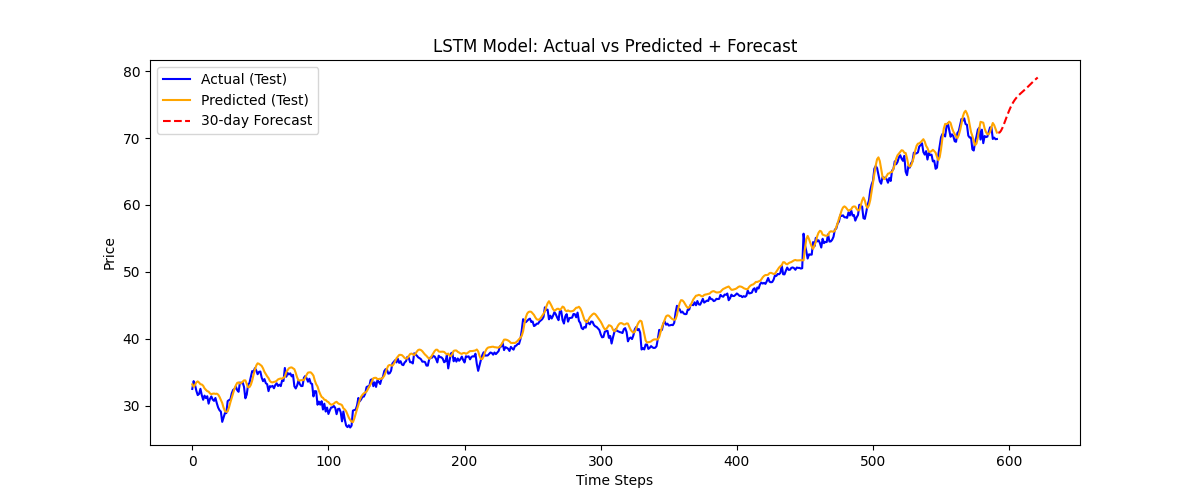 LSTM Model: Actual vs Predicted + Forecast
Actual (Test)
Predicted (Test)
30-day Forecast
Price
80
70
60
50
40
30
0 100 200 300 400 500 600
Time Steps